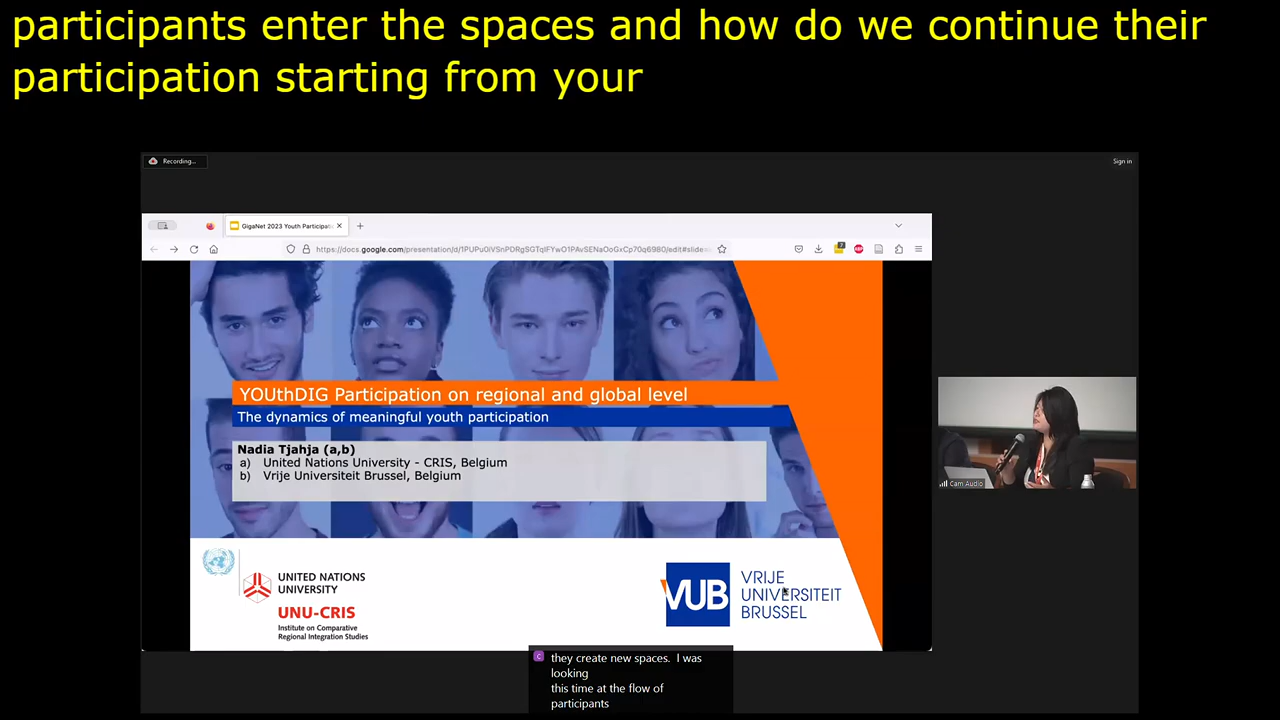 participants enter the spaces and how do we continue their
participation starting from your
Recording...
Sign in
GigaNet 2023 Youth Participat
YOUthDIG Participation on regional and global level
The dynamics of meaningful youth participation
Nadia Tjahja (a,b)
a) United Nations University - CRIS, Belgium
b) Vrije Universiteit Brussel, Belgium
Cam Audio
UNITED NATIONS
UNIVERSITY
UNU-CRIS
Institute on Comparative
Regional Integration Studies
VUB
VRIJE
UNIVERSITEIT
BRUSSEL
C
they create new spaces. I was
looking
this time at the flow of
participants